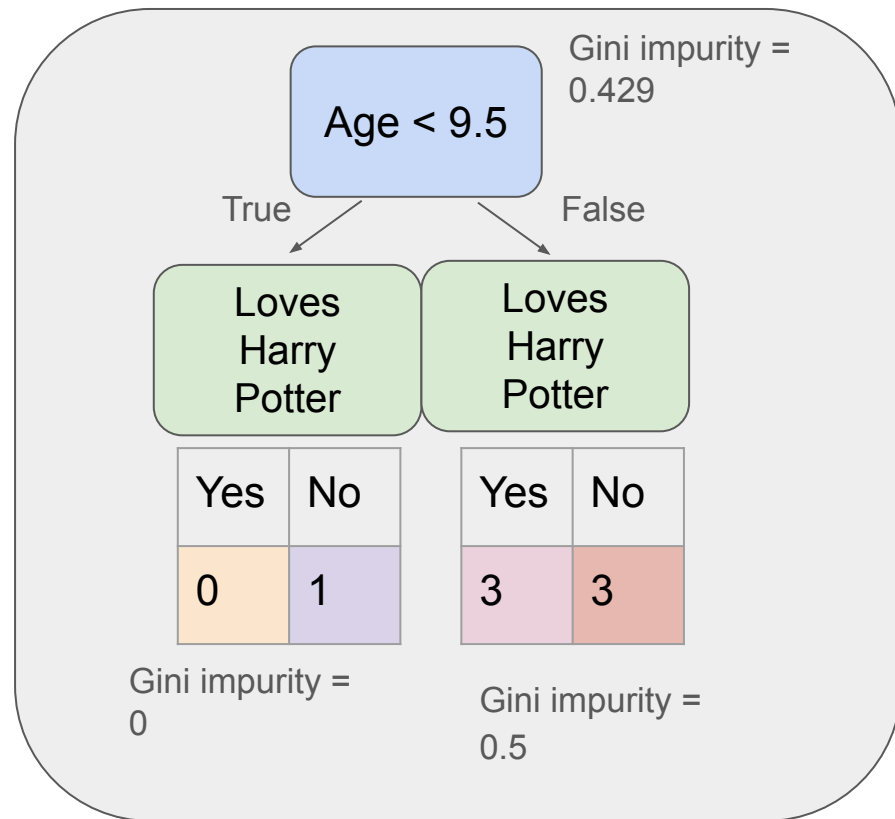 Gini impurity =
0.429
Age < 9.5
True
False
Loves
Harry
Potter
Loves
Harry
Potter
Yes No
0 1
Yes No
3 3
Gini impurity =
0
Gini impurity =
0.5